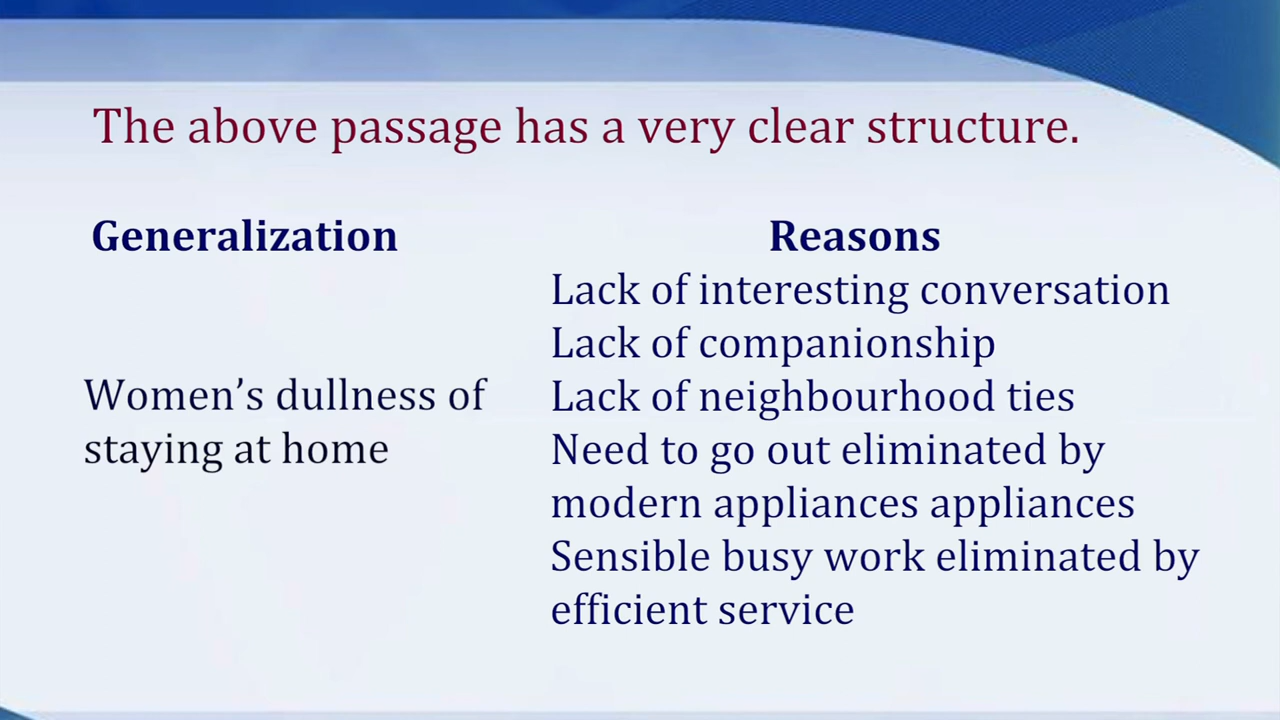 The above passage has a very clear structure.
Generalization
Women’s dullness of
staying at home
Reasons
Lack of interesting conversation
Lack of companionship
Lack of neighbourhood ties
Need to go out eliminated by
modern appliances appliances
Sensible busy work eliminated by
efficient service